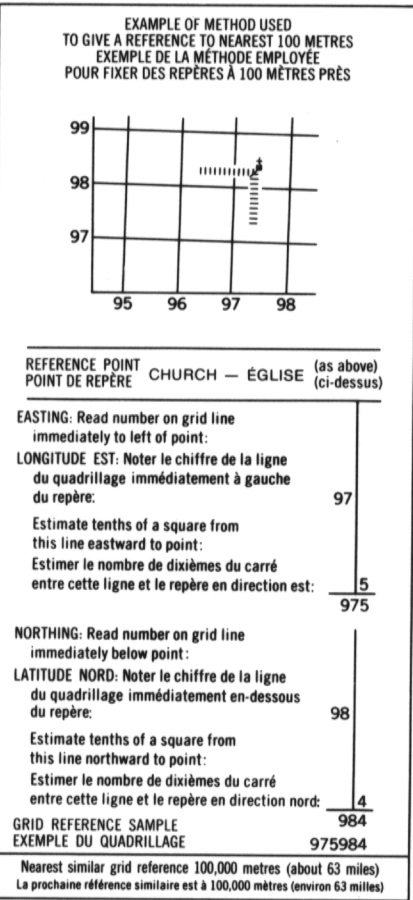 EXAMPLE OF METHOD USED
TO GIVE A REFERENCE TO NEAREST 100 METRES
EXEMPLE DE LA MÉTHODE EMPLOYÉE
POUR FIXER DES REPÈRES À 100 MÈTRES PRÈS
99
98
97
95 96 97 98
REFERENCE POINT
POINT DE REPÈRE
CHURCH — ÉGLISE
(as above)
(ci-dessus)
EASTING: Read number on grid line
immediately to left of point:
LONGITUDE EST: Noter le chiffre de la ligne
du quadrillage immédiatement à gauche
du repère: 97
Estimate tenths of a square from
this line eastward to point:
Estimer le nombre de dixièmes du carré
entre cette ligne et le repère en direction est: 5
975
NORTHING: Read number on grid line
immediately below point:
LATITUDE NORD: Noter le chiffre de la ligne
du quadrillage immédiatement en-dessous
du repère: 98
Estimate tenths of a square from
this line northward to point:
Estimer le nombre de dixièmes du carré
entre cette ligne et le repère en direction nord: 4
GRID REFERENCE SAMPLE 984
EXEMPLE DU QUADRILLAGE 975984
Nearest similar grid reference 100,000 metres (about 63 miles)
La prochaine référence similaire est à 100,000 mètres (environ 63 milles)